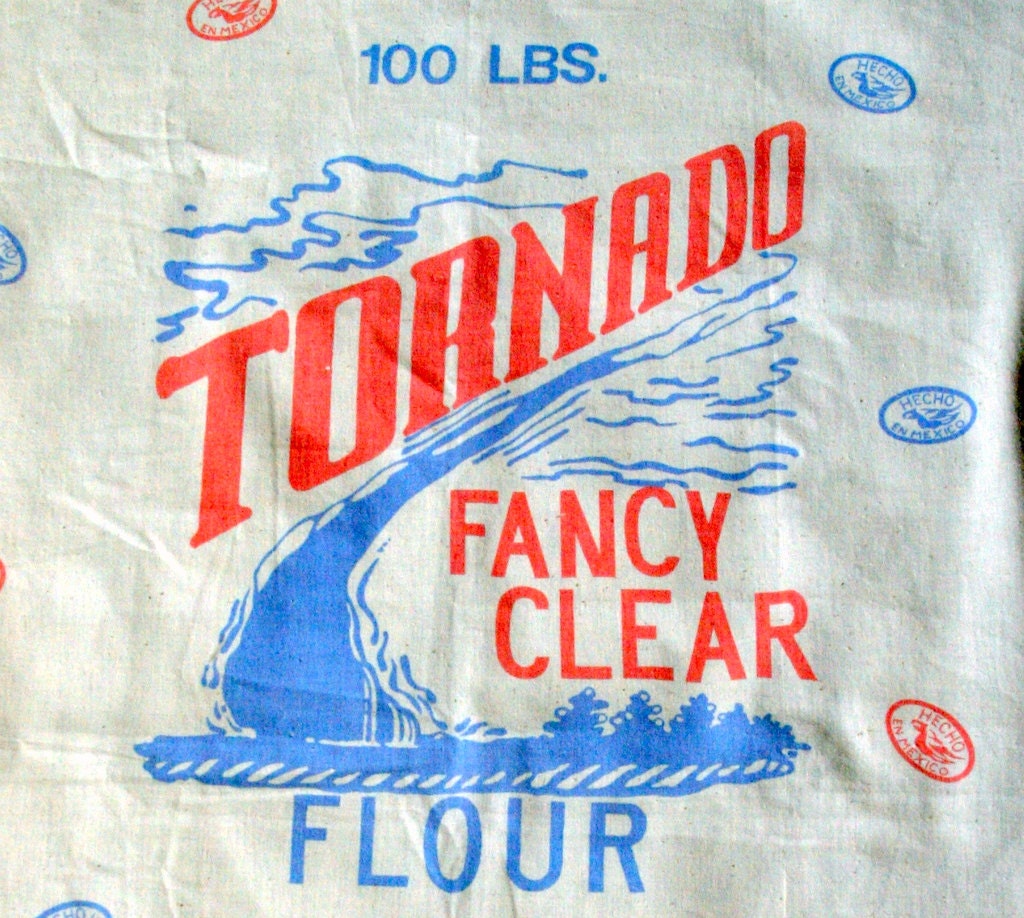 HECHO
EN MEXICO
100 LBS.
HECHO
EN MEXICO
TORNADO
HECHO
EN MEXICO
FANCY
CLEAR
HECHO
EN MEXICO
FLOUR